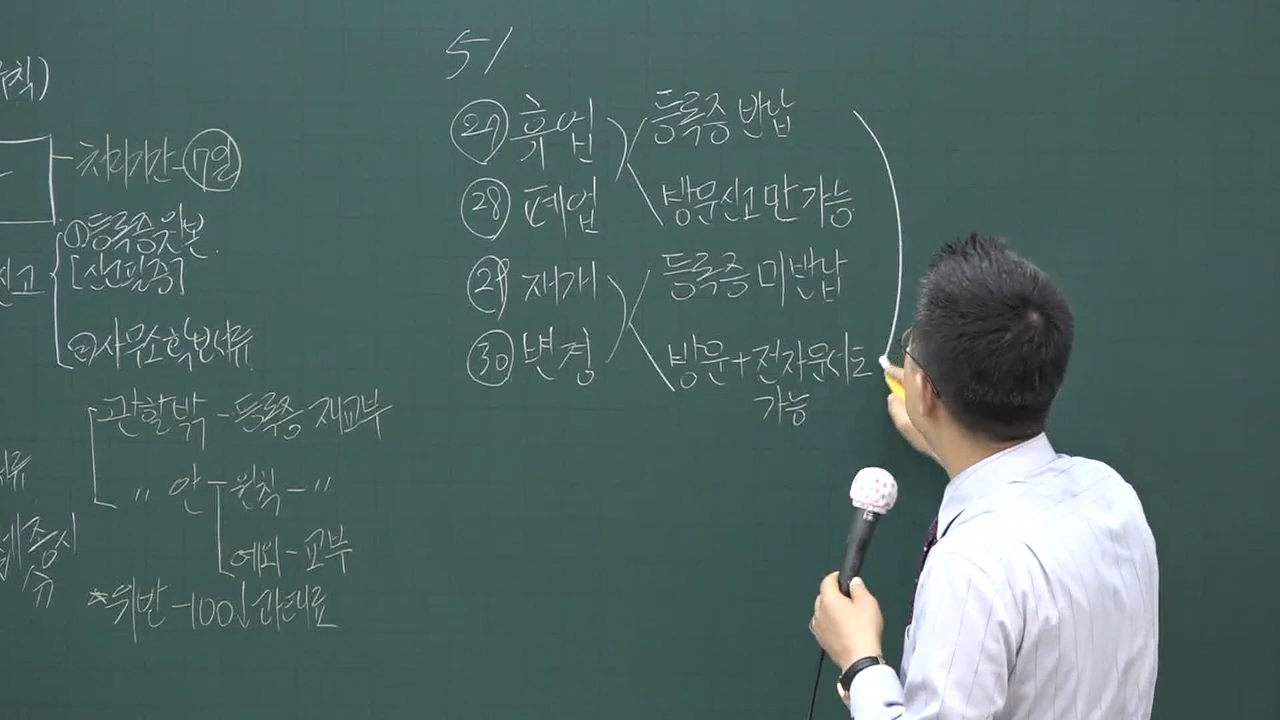 칙)
처리기간-7일
①등록증원본
[신고필증]
신고
②사무소확보서류
관할밖-등록증 재교부
〃 안-원칙-〃
예외-교부
*위반-100↓과태료
5/
㉗ 휴업
등록증 반납
㉘ 폐업
방문신고만 가능
㉙ 재개
등록증 미반납
㉚ 변경
방문+전자문서도
가능